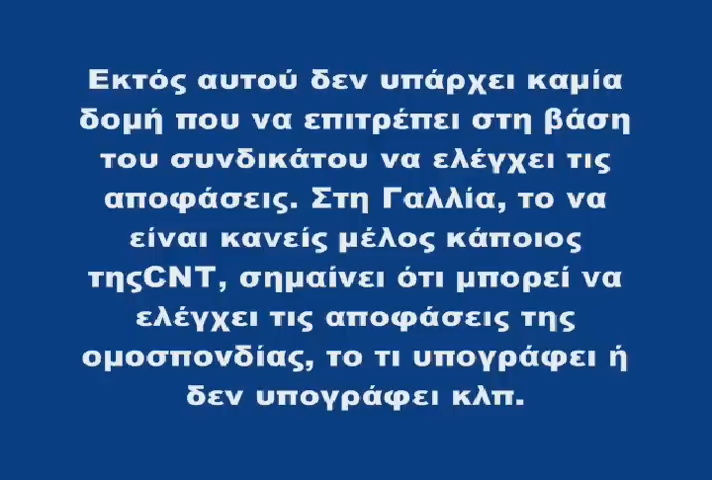 Εκτός αυτού δεν υπάρχει καμία
δομή που να επιτρέπει στη βάση
του συνδικάτου να ελέγχει τις
αποφάσεις. Στη Γαλλία, το να
είναι κανείς μέλος κάποιος
τηςCNT, σημαίνει ότι μπορεί να
ελέγχει τις αποφάσεις της
ομοσπονδίας, το τι υπογράφει ή
δεν υπογράφει κλπ.